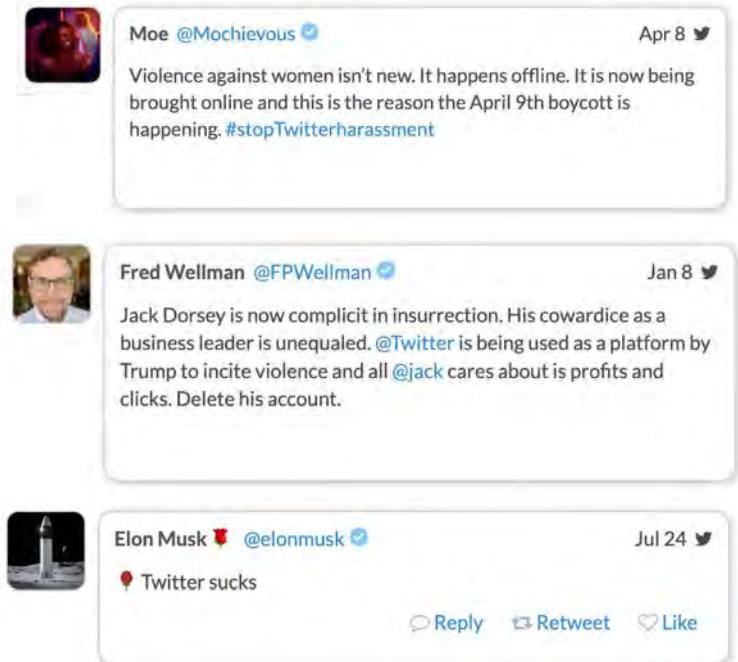 Moe @Mochievous Apr 8
Violence against women isn't new. It happens offline. It is now being
brought online and this is the reason the April 9th boycott is
happening. #stopTwitterharassment
Fred Wellman @FPWellman Jan 8
Jack Dorsey is now complicit in insurrection. His cowardice as a
business leader is unequaled. @Twitter is being used as a platform by
Trump to incite violence and all @jack cares about is profits and
clicks. Delete his account.
Elon Musk🌹 @elonmusk Jul 24
🌹 Twitter sucks
Reply Retweet Like